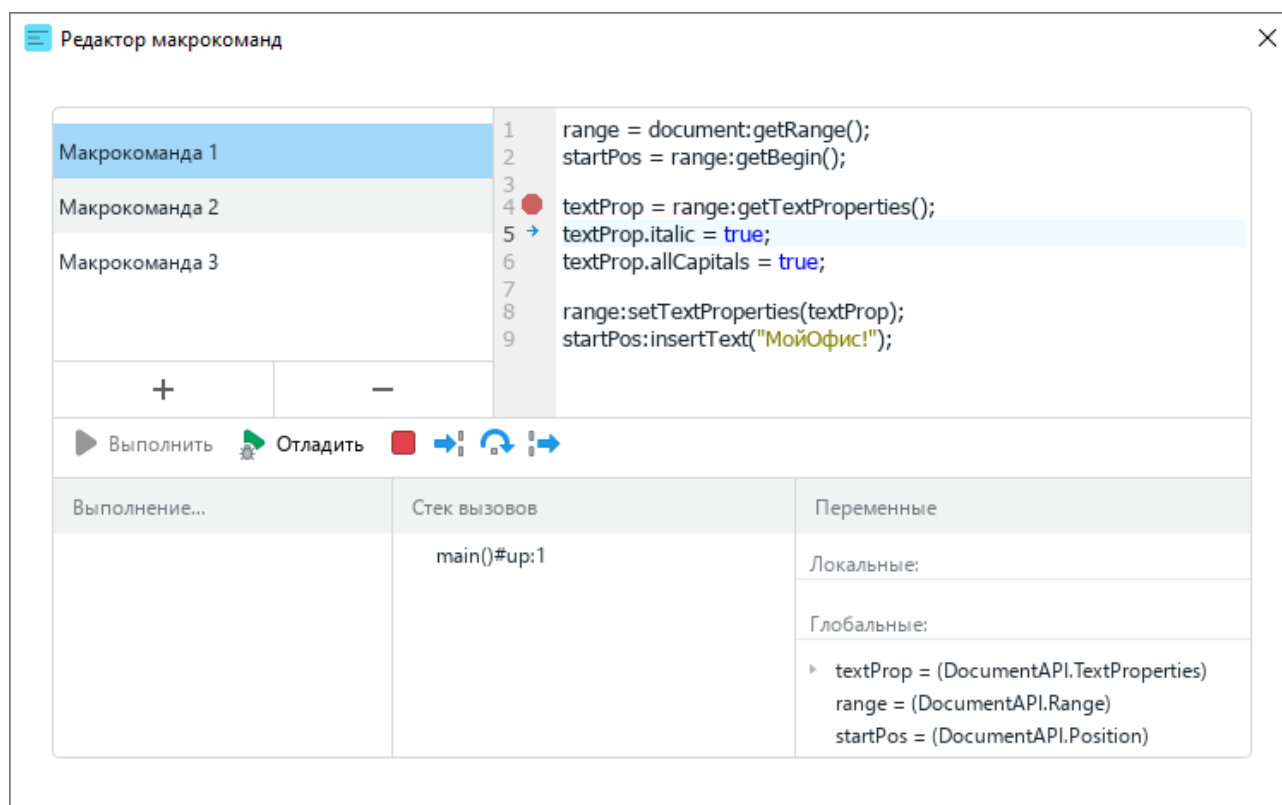 Редактор макрокоманд
Макрокоманда 1
Макрокоманда 2
Макрокоманда 3
1 range = document:getRange();
2 startPos = range:getBegin();
3
4 textProp = range:getTextProperties();
5 textProp.italic = true;
6 textProp.allCapitals = true;
7
8 range:setTextProperties(textProp);
9 startPos:insertText("МойОфис!");
Выполнить Отладить
Выполнение...
Стек вызовов
main()#up:1
Переменные
Локальные:
Глобальные:
textProp = (DocumentAPI.TextProperties)
range = (DocumentAPI.Range)
startPos = (DocumentAPI.Position)